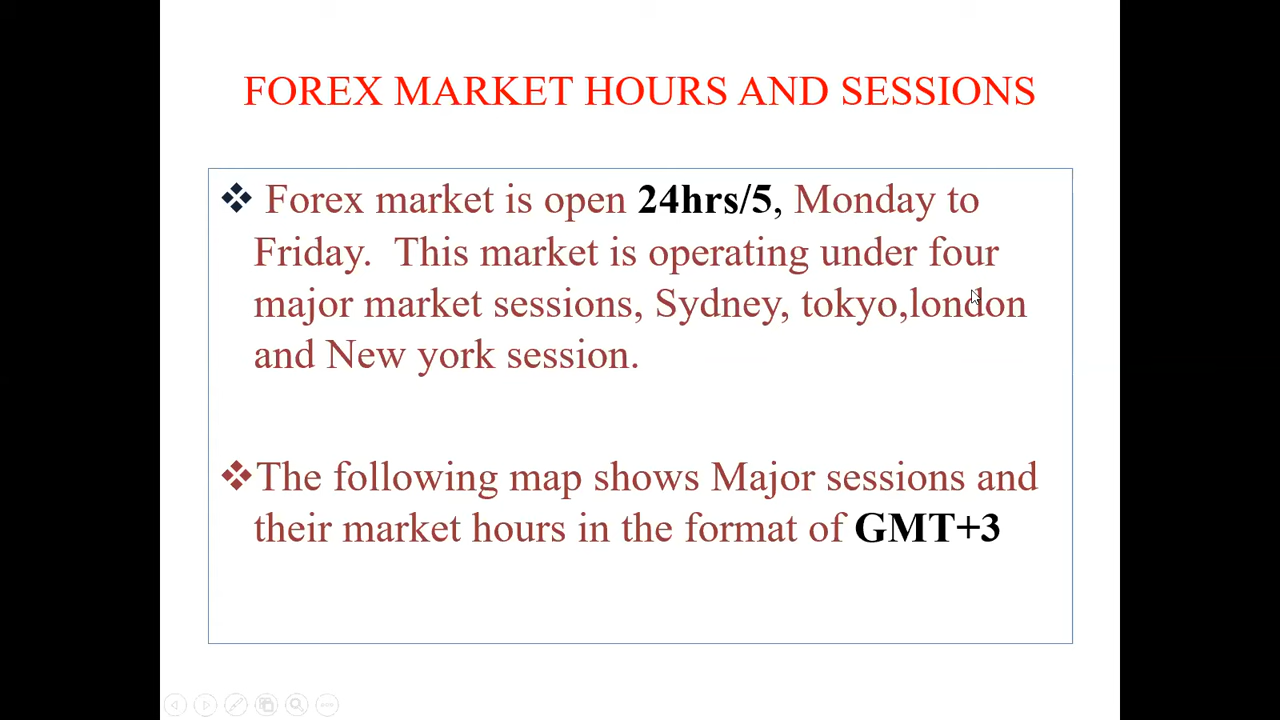 FOREX MARKET HOURS AND SESSIONS
❖ Forex market is open 24hrs/5, Monday to
Friday.  This market is operating under four
major market sessions, Sydney, tokyo,london
and New york session.
❖The following map shows Major sessions and
their market hours in the format of GMT+3